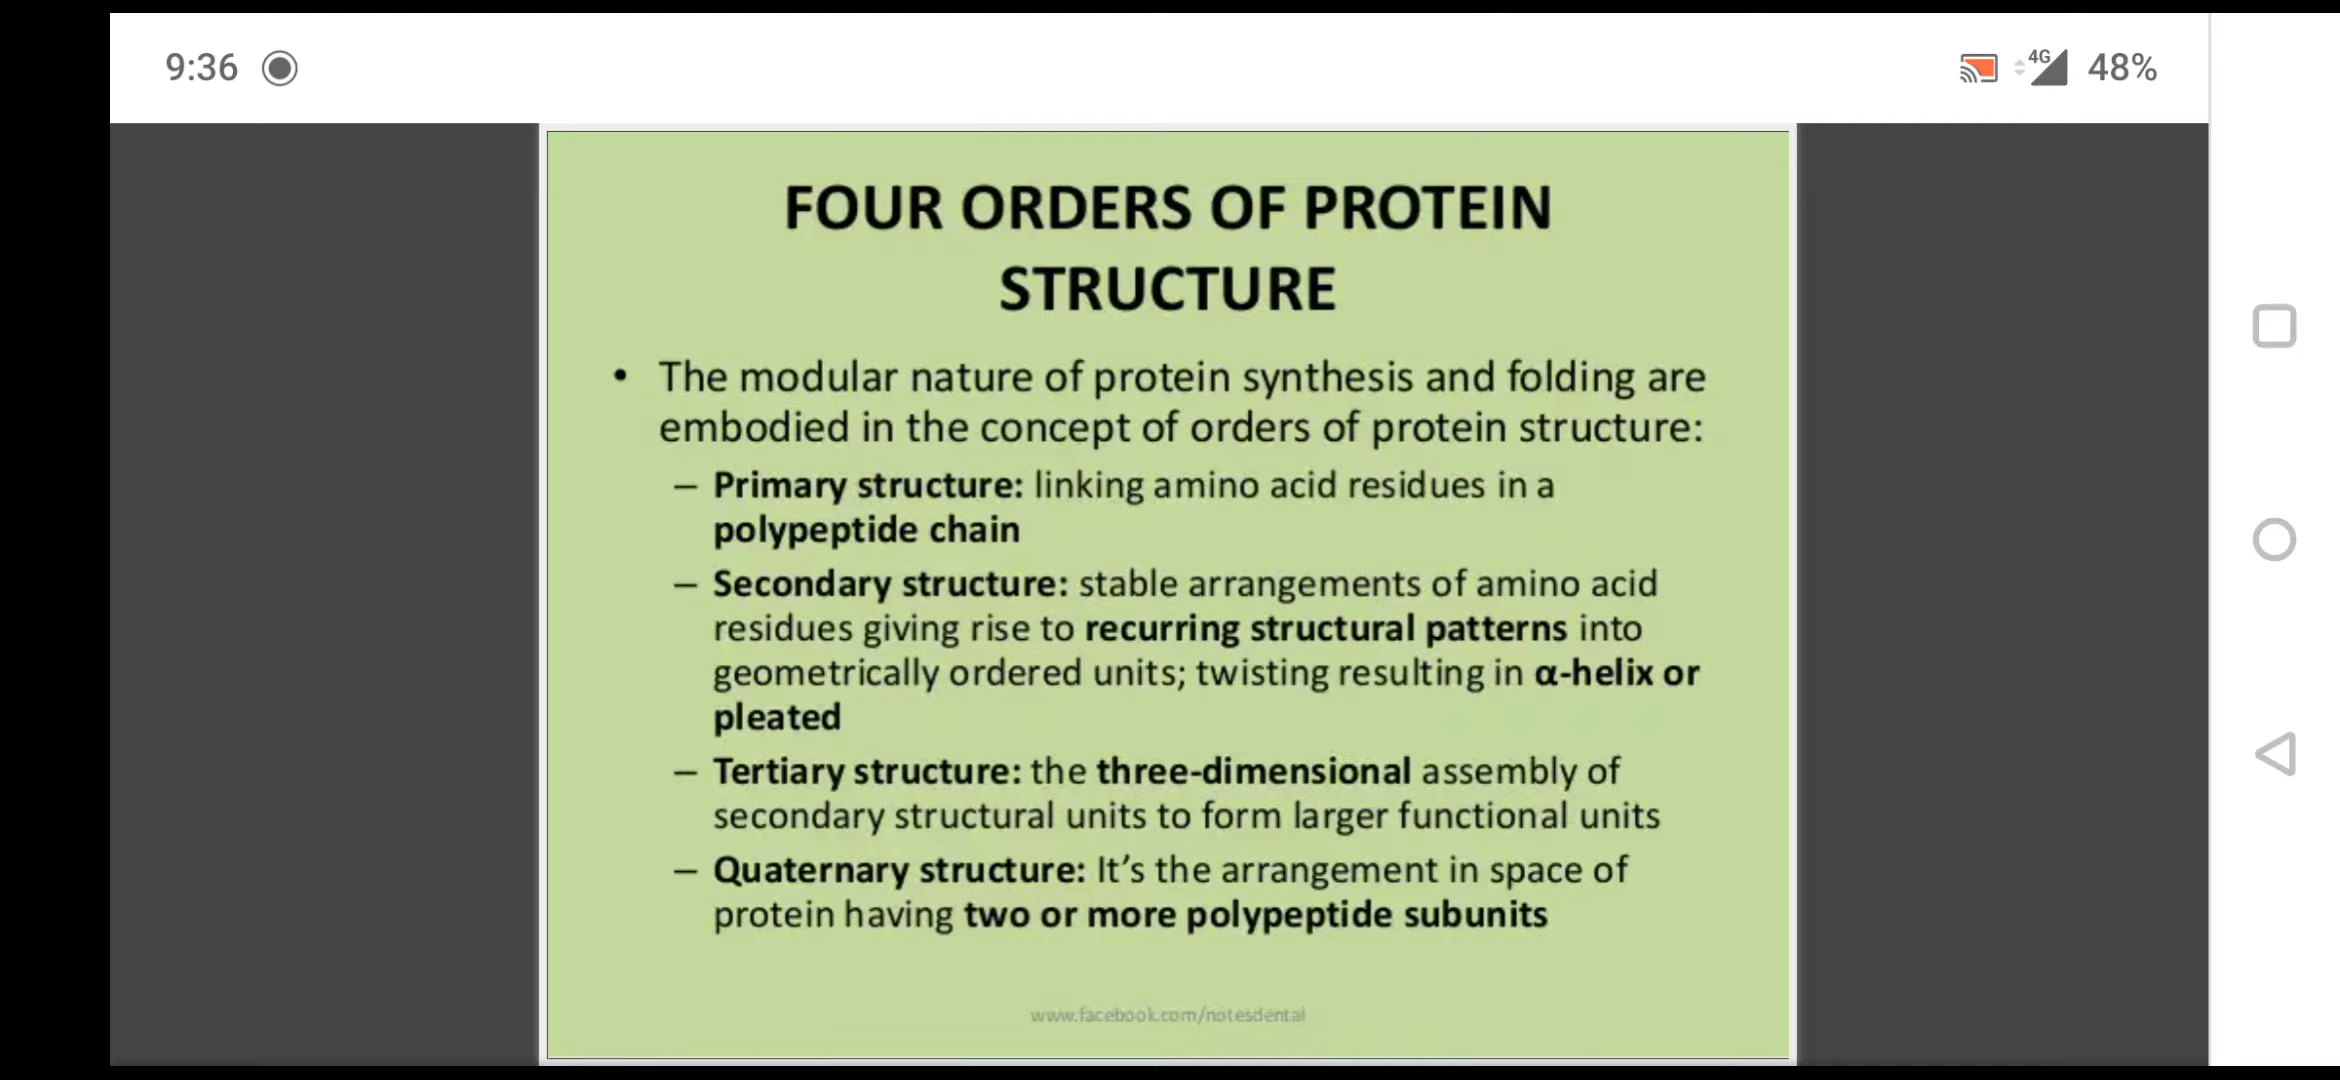 9:36
4G 48%
FOUR ORDERS OF PROTEIN
STRUCTURE
• The modular nature of protein synthesis and folding are
embodied in the concept of orders of protein structure:
– Primary structure: linking amino acid residues in a
polypeptide chain
– Secondary structure: stable arrangements of amino acid
residues giving rise to recurring structural patterns into
geometrically ordered units; twisting resulting in α-helix or
pleated
– Tertiary structure: the three-dimensional assembly of
secondary structural units to form larger functional units
– Quaternary structure: It’s the arrangement in space of
protein having two or more polypeptide subunits
www.facebook.com/notesdental